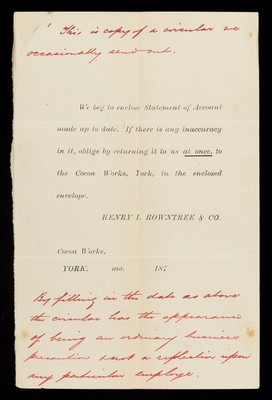 This is copy of a circular we
occasionally send out.
We beg to enclose Statement of Account
made up to date. If there is any inaccuracy
in it, oblige by returning it to us at once, to
the Cocoa Works, York, in the enclosed
envelope.
HENRY I. ROWNTREE & CO.
Cocoa Works,
YORK, mo. 187
By filling in the date as above
the circular has the appearance
of being an ordinary business
precaution & not a reflection upon
any particular employe.